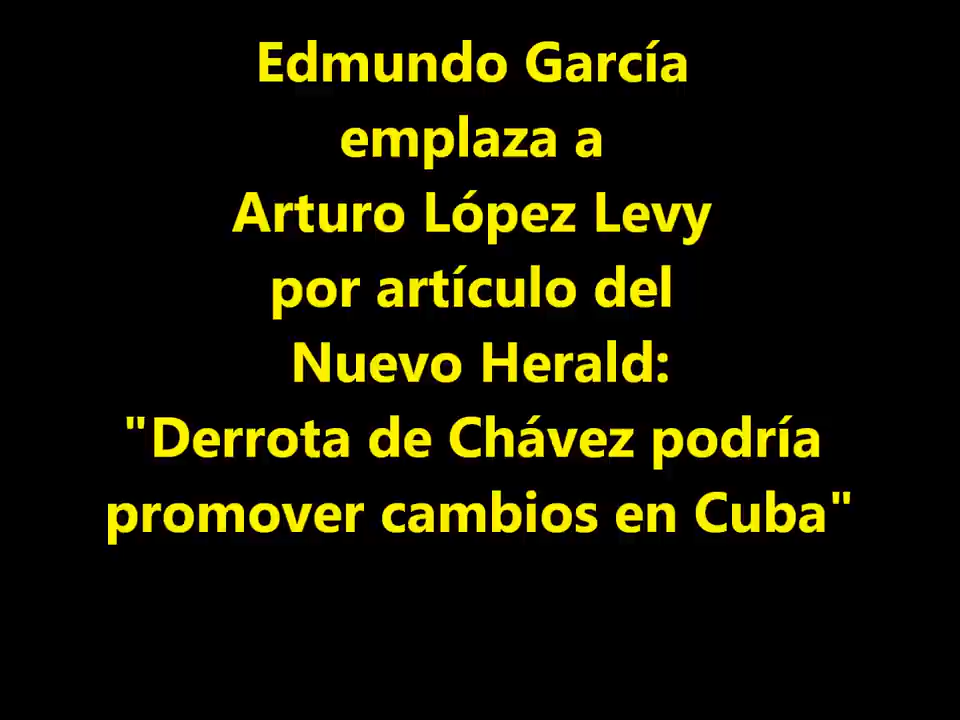 Edmundo García
emplaza a
Arturo López Levy
por artículo del
Nuevo Herald:
"Derrota de Chávez podría
promover cambios en Cuba"